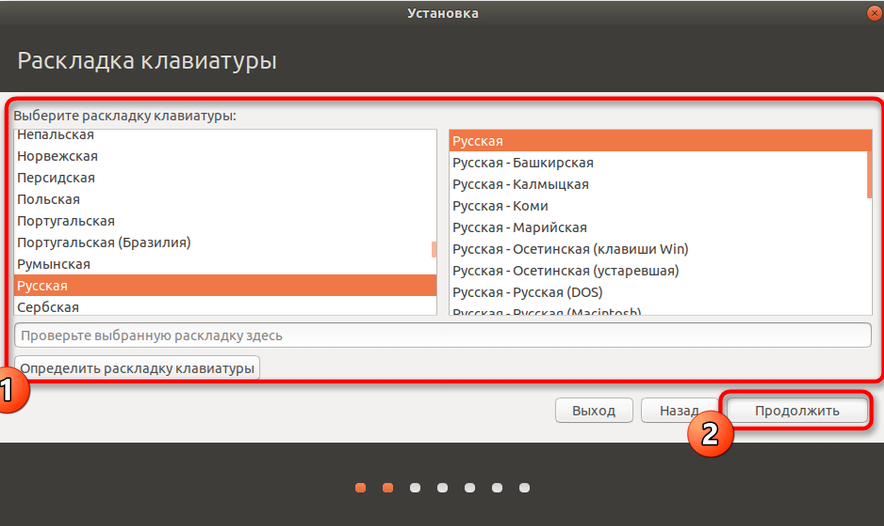 Установка
Раскладка клавиатуры
Выберите раскладку клавиатуры:
Непальская
Норвежская
Персидская
Польская
Португальская
Португальская (Бразилия)
Румынская
Русская
Сербская
Русская
Русская - Башкирская
Русская - Калмыцкая
Русская - Коми
Русская - Марийская
Русская - Осетинская (клавиши Win)
Русская - Осетинская (устаревшая)
Русская - Русская (DOS)
Русская - Русская (Macintosh)
Проверьте выбранную раскладку здесь
Определить раскладку клавиатуры
1
Выход
Назад
Продолжить
2